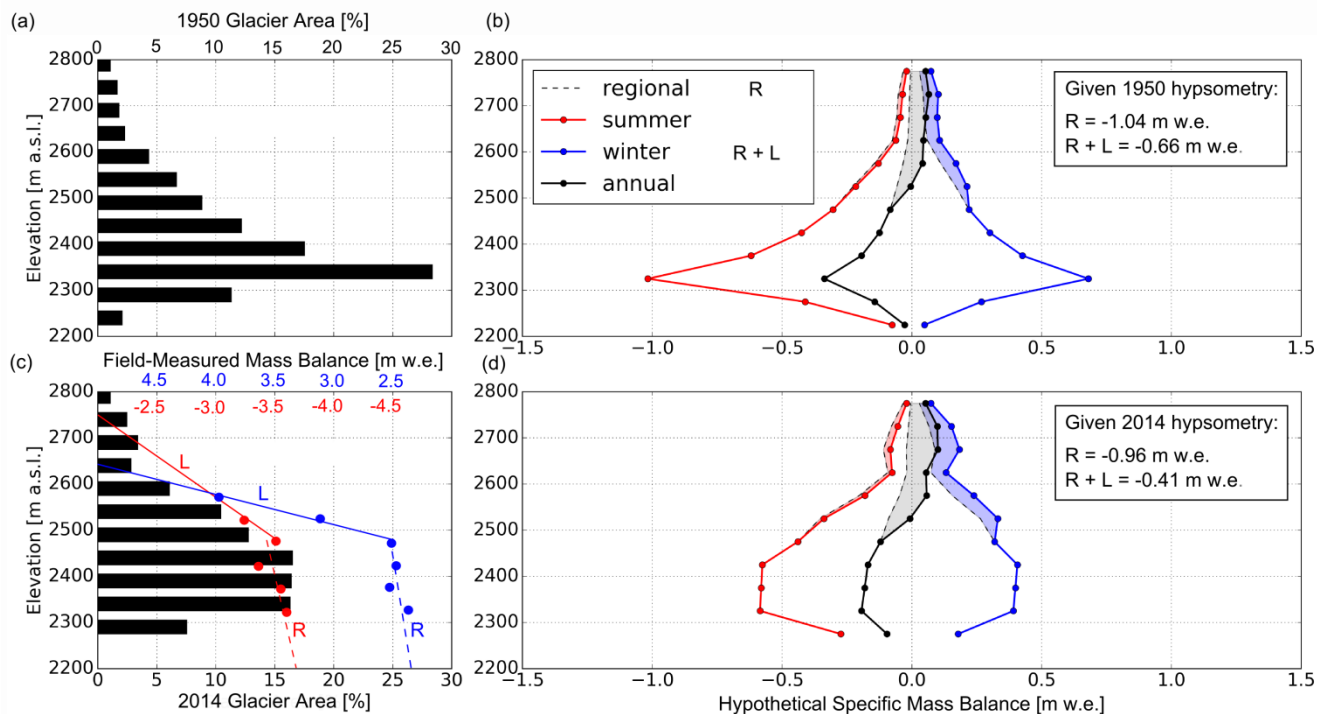 (a)
1950 Glacier Area [%]
0 5 10 15 20 25 30
Elevation [m a.s.l.]
2800
2700
2600
2500
2400
2300
2200
(b)
2800
2700
2600
2500
2400
2300
2200
regional R
summer
winter R + L
annual
Given 1950 hypsometry:
R = -1.04 m w.e.
R + L = -0.66 m w.e.
−1.5 −1.0 −0.5 0.0 0.5 1.0 1.5
(c)
Field-Measured Mass Balance [m w.e.]
4.5 4.0 3.5 3.0 2.5
-2.5 -3.0 -3.5 -4.0 -4.5
Elevation [m a.s.l.]
2800
2700
2600
2500
2400
2300
2200
L
L
R
R
0 5 10 15 20 25 30
2014 Glacier Area [%]
(d)
2800
2700
2600
2500
2400
2300
2200
Given 2014 hypsometry:
R = -0.96 m w.e.
R + L = -0.41 m w.e.
−1.5 −1.0 −0.5 0.0 0.5 1.0 1.5
Hypothetical Specific Mass Balance [m w.e.]